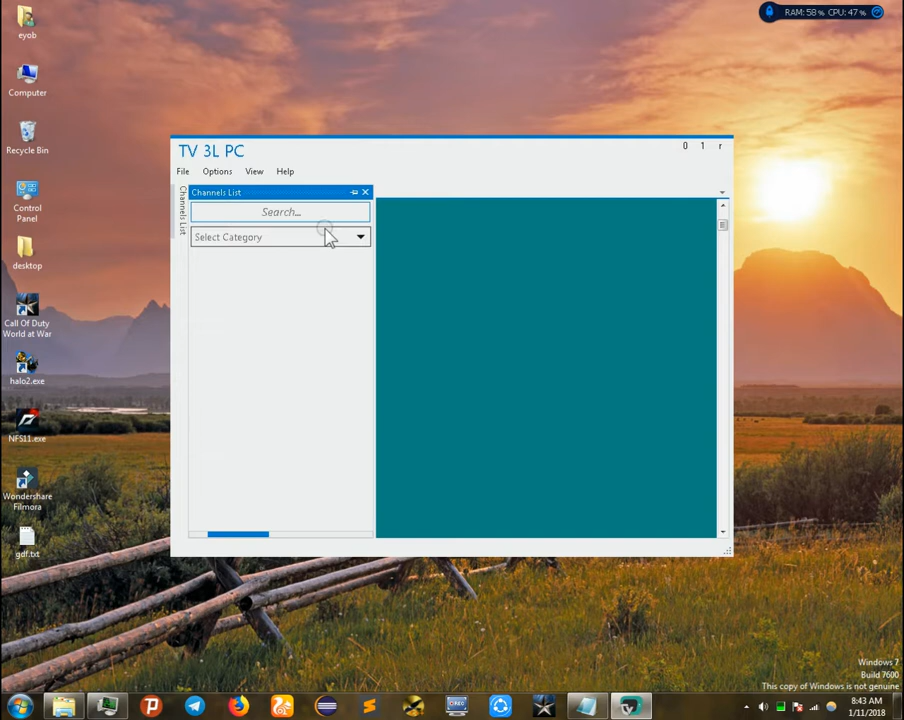 RAM: 58 % CPU: 47 %
eyob
Computer
Recycle Bin
Control
Panel
desktop
Call Of Duty
World at War
halo2.exe
NFS11.exe
Wondershare
Filmora
gdf.txt
TV 3L PC
0 1 r
File Options View Help
Channels List
Channels List
Search...
Select Category
Windows 7
Build 7600
This copy of Windows is not genuine
8:43 AM
1/11/2018